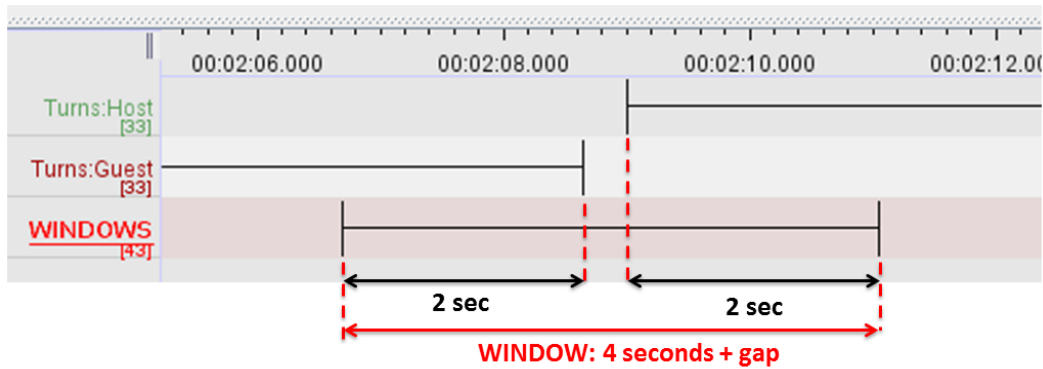 00:02:06.000 00:02:08.000 00:02:10.000 00:02:12.00
Turns:Host
[33]
Turns:Guest
[33]
WINDOWS
[43]
2 sec 2 sec
WINDOW: 4 seconds + gap